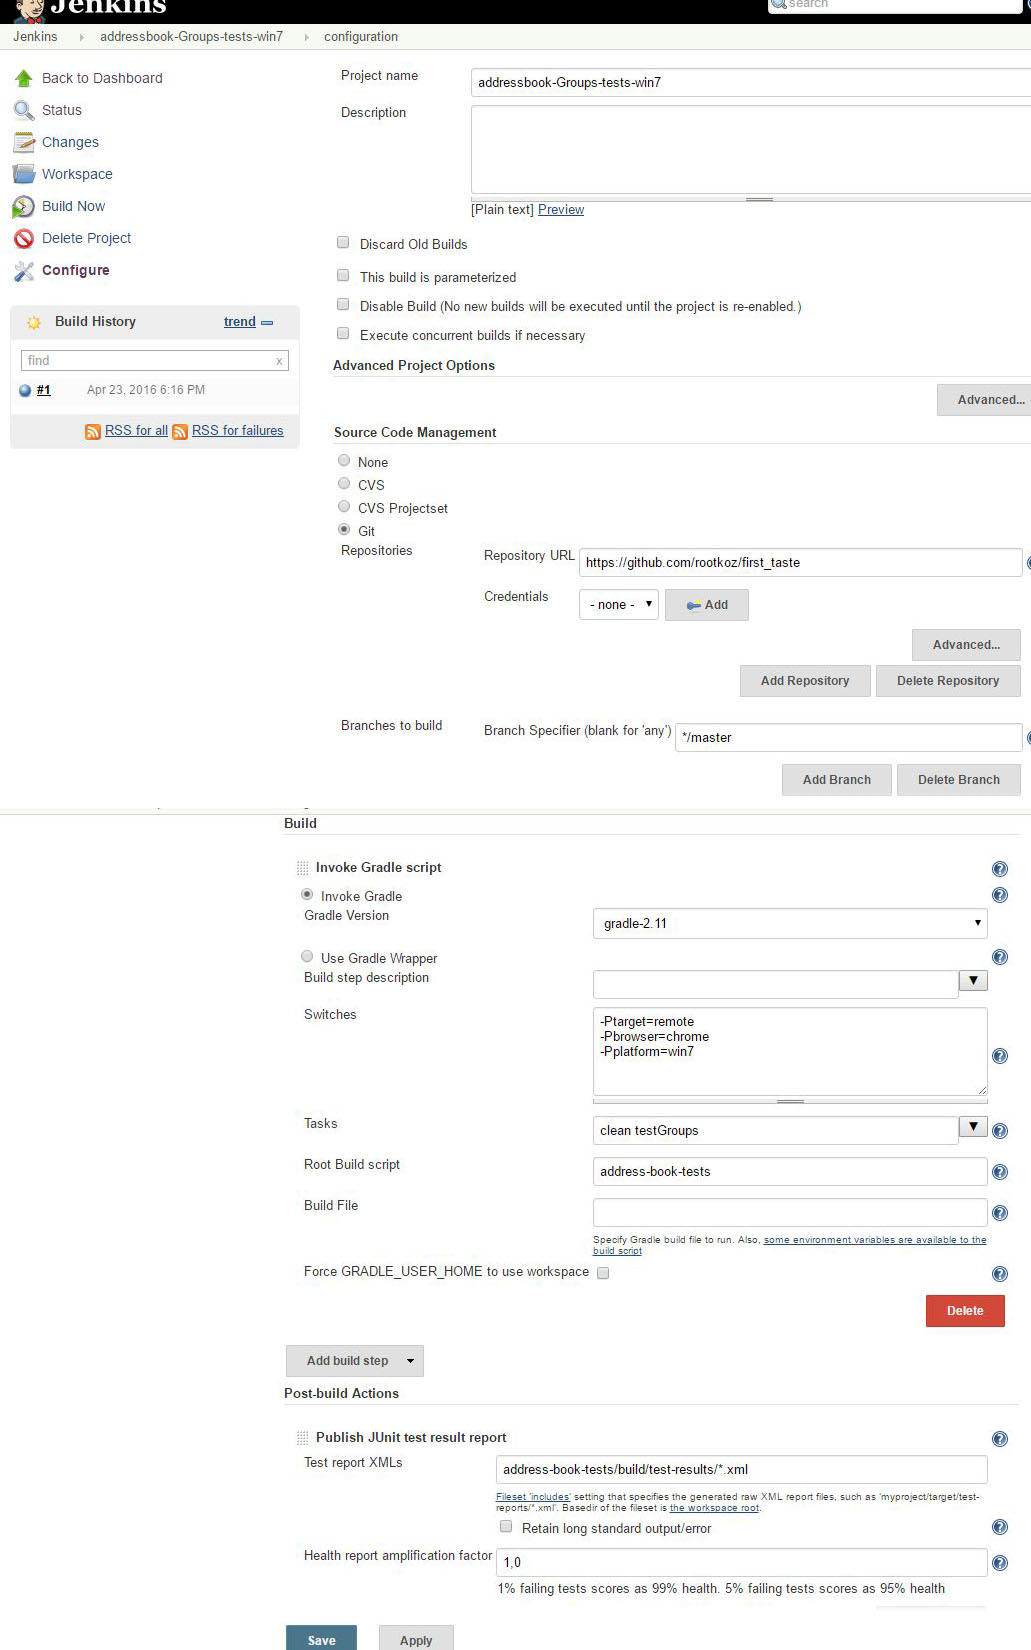 Jenkins
search
Jenkins addressbook-Groups-tests-win7 configuration
Back to Dashboard
Status
Changes
Workspace
Build Now
Delete Project
Configure
Build History trend
find x
#1 Apr 23, 2016 6:16 PM
RSS for all RSS for failures
Project name addressbook-Groups-tests-win7
Description
[Plain text] Preview
Discard Old Builds
This build is parameterized
Disable Build (No new builds will be executed until the project is re-enabled.)
Execute concurrent builds if necessary
Advanced Project Options
Advanced...
Source Code Management
None
CVS
CVS Projectset
Git
Repositories
Repository URL https://github.com/rootkoz/first_taste
Credentials - none - Add
Advanced...
Add Repository Delete Repository
Branches to build Branch Specifier (blank for 'any') */master
Add Branch Delete Branch
Build
Invoke Gradle script
Invoke Gradle
Gradle Version gradle-2.11
Use Gradle Wrapper
Build step description
Switches
-Ptarget=remote
-Pbrowser=chrome
-Pplatform=win7
Tasks clean testGroups
Root Build script address-book-tests
Build File
Specify Gradle build file to run. Also, some environment variables are available to the
build script
Force GRADLE_USER_HOME to use workspace
Delete
Add build step
Post-build Actions
Publish JUnit test result report
Test report XMLs address-book-tests/build/test-results/*.xml
Fileset 'includes' setting that specifies the generated raw XML report files, such as 'myproject/target/test-
reports/*.xml'. Basedir of the fileset is the workspace root.
Retain long standard output/error
Health report amplification factor 1,0
1% failing tests scores as 99% health. 5% failing tests scores as 95% health
Save Apply